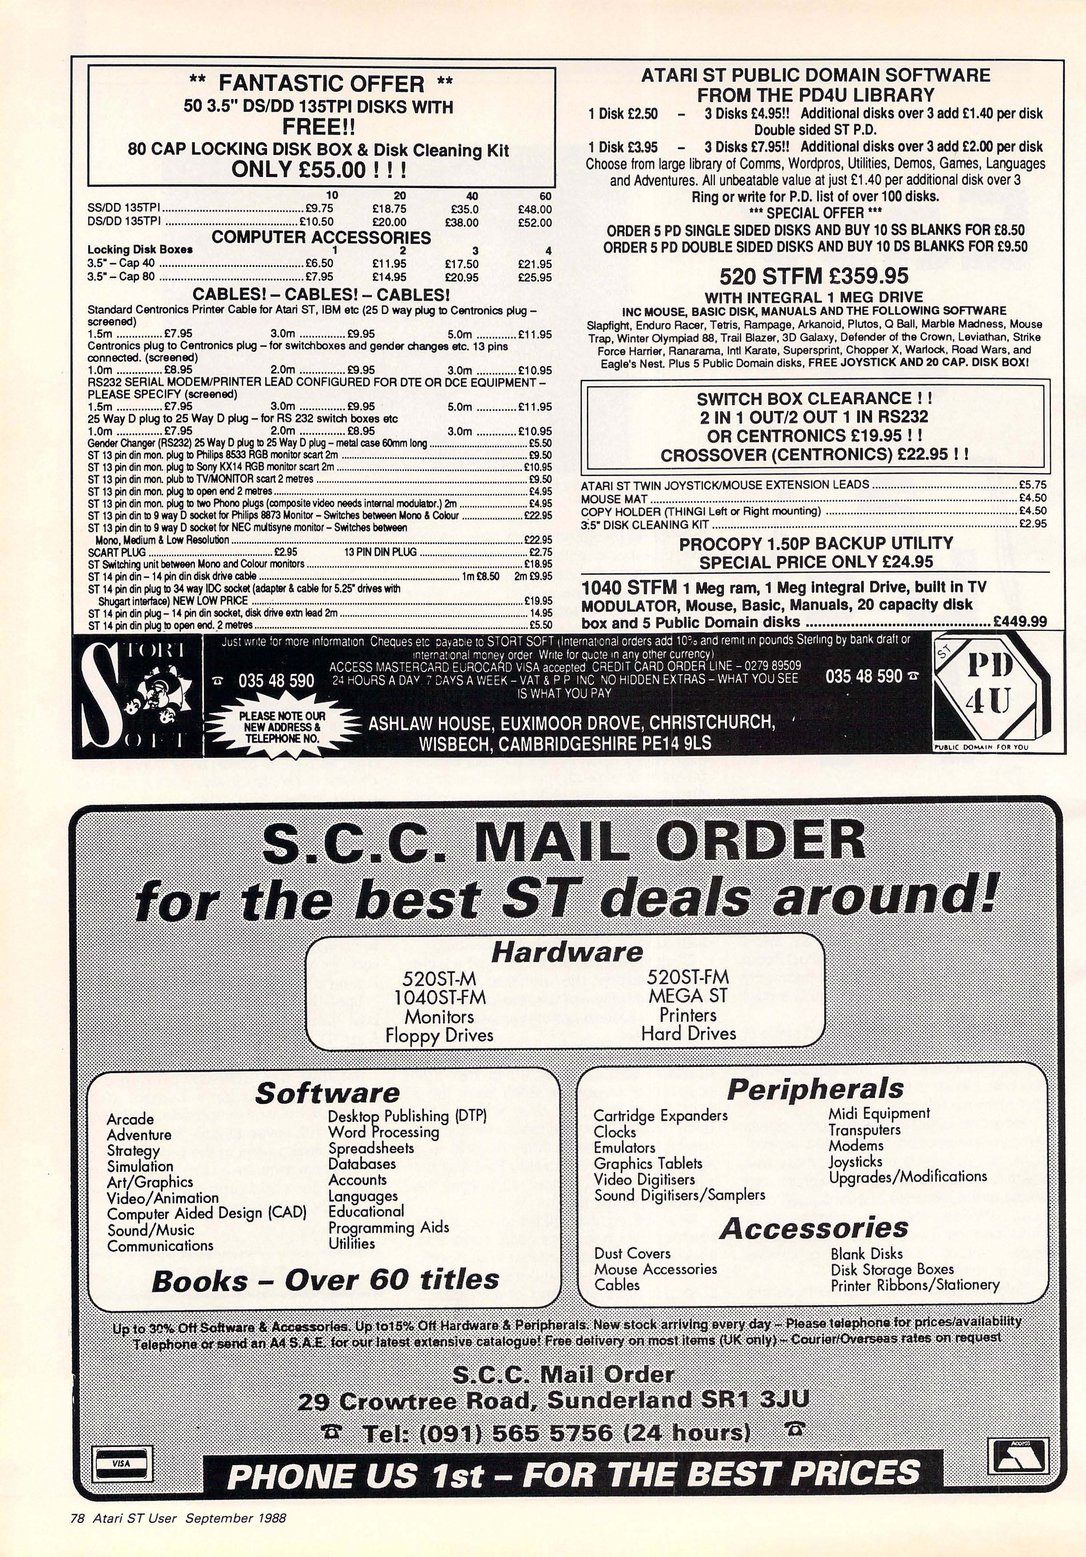 ** FANTASTIC OFFER **
50 3.5" DS/DD 135TPI DISKS WITH
FREE!!
80 CAP LOCKING DISK BOX & Disk Cleaning Kit
ONLY £55.00 ! ! !
10 20 40 60
SS/DD 135TPI ............ £9.75 £18.75 £35.0 £48.00
DS/DD 135TPI ............ £10.50 £20.00 £38.00 £52.00
COMPUTER ACCESSORIES
Locking Disk Boxes 1 2 3 4
3.5" – Cap 40 ............ £6.50 £11.95 £17.50 £21.95
3.5" – Cap 80 ............ £7.95 £14.95 £20.95 £25.95
CABLES! – CABLES! – CABLES!
Standard Centronics Printer Cable for Atari ST, IBM etc (25 D way plug to Centronics plug –
screened)
1.5m ............ £7.95 3.0m ............ £9.95 5.0m ............ £11.95
Centronics plug to Centronics plug – for switchboxes and gender changes etc. 13 pins
connected. (screened)
1.0m ............ £8.95 2.0m ............ £9.95 3.0m ............ £10.95
RS232 SERIAL MODEM/PRINTER LEAD CONFIGURED FOR DTE OR DCE EQUIPMENT –
PLEASE SPECIFY (screened)
1.5m ............ £7.95 3.0m ............ £9.95 5.0m ............ £11.95
25 Way D plug to 25 Way D plug – for RS 232 switch boxes etc
1.0m ............ £7.95 2.0m ............ £8.95 3.0m ............ £10.95
Gender Changer (RS232) 25 Way D plug to 25 Way D plug – metal case 60mm long ............ £5.50
ST 13 pin din mon. plug to Philips 8533 RGB monitor scart 2m ............ £9.50
ST 13 pin din mon. plug to Sony KX14 RGB monitor scart 2m ............ £10.95
ST 13 pin din mon. plub to TV/MONITOR scart 2 metres ............ £9.50
ST 13 pin din mon. plug to open end 2 metres ............ £4.95
ST 13 pin din mon. plug to two Phono plugs (composite video needs internal modulator.) 2m ............ £4.95
ST 13 pin din to 9 way D socket for Philips 8873 Monitor – Switches between Mono & Colour ............ £22.95
ST 13 pin din to 9 way D socket for NEC multisyne monitor – Switches between
Mono, Medium & Low Resolution ............ £22.95
SCART PLUG ............ £2.95 13 PIN DIN PLUG ............ £2.75
ST Switching unit between Mono and Colour monitors ............ £18.95
ST 14 pin din – 14 pin din disk drive cable ............ 1m £8.50 2m £9.95
ST 14 pin din plug to 34 way IDC socket (adapter & cable for 5.25" drives with
Shugart interface) NEW LOW PRICE ............ £19.95
ST 14 pin din plug – 14 pin din socket, disk drive extn lead 2m ............ 14.95
ST 14 pin din plug to open end. 2 metres ............ £5.50
ATARI ST PUBLIC DOMAIN SOFTWARE
FROM THE PD4U LIBRARY
1 Disk £2.50 – 3 Disks £4.95!! Additional disks over 3 add £1.40 per disk
Double sided ST P.D.
1 Disk £3.95 – 3 Disks £7.95!! Additional disks over 3 add £2.00 per disk
Choose from large library of Comms, Wordpros, Utilities, Demos, Games, Languages
and Adventures. All unbeatable value at just £1.40 per additional disk over 3
Ring or write for P.D. list of over 100 disks.
*** SPECIAL OFFER ***
ORDER 5 PD SINGLE SIDED DISKS AND BUY 10 SS BLANKS FOR £8.50
ORDER 5 PD DOUBLE SIDED DISKS AND BUY 10 DS BLANKS FOR £9.50
520 STFM £359.95
WITH INTEGRAL 1 MEG DRIVE
INC MOUSE, BASIC DISK, MANUALS AND THE FOLLOWING SOFTWARE
Slapfight, Enduro Racer, Tetris, Rampage, Arkanoid, Plutos, Q Ball, Marble Madness, Mouse
Trap, Winter Olympiad 88, Trail Blazer, 3D Galaxy, Defender of the Crown, Leviathan, Strike
Force Harrier, Ranarama, Intl Karate, Supersprint, Chopper X, Warlock, Road Wars, and
Eagle's Nest. Plus 5 Public Domain disks, FREE JOYSTICK AND 20 CAP. DISK BOX!
SWITCH BOX CLEARANCE ! !
2 IN 1 OUT/2 OUT 1 IN RS232
OR CENTRONICS £19.95 ! !
CROSSOVER (CENTRONICS) £22.95 ! !
ATARI ST TWIN JOYSTICK/MOUSE EXTENSION LEADS ............ £5.75
MOUSE MAT ............ £4.50
COPY HOLDER (THINGI Left or Right mounting) ............ £4.50
3:5" DISK CLEANING KIT ............ £2.95
PROCOPY 1.50P BACKUP UTILITY
SPECIAL PRICE ONLY £24.95
1040 STFM 1 Meg ram, 1 Meg integral Drive, built in TV
MODULATOR, Mouse, Basic, Manuals, 20 capacity disk
box and 5 Public Domain disks ............ £449.99
STORT
SOFT
Just write for more information. Cheques etc. payable to STORT SOFT (International orders add 10% and remit in pounds Sterling by bank draft or
international money order. Write for quote in any other currency)
ACCESS MASTERCARD EUROCARD VISA accepted. CREDIT CARD ORDER LINE – 0279 89509
☎ 035 48 590 24 HOURS A DAY, 7 DAYS A WEEK – VAT & P.P. INC. NO HIDDEN EXTRAS – WHAT YOU SEE 035 48 590 ☎
IS WHAT YOU PAY
PLEASE NOTE OUR
NEW ADDRESS &
TELEPHONE NO.
ASHLAW HOUSE, EUXIMOOR DROVE, CHRISTCHURCH,
WISBECH, CAMBRIDGESHIRE PE14 9LS
ST
PD
4U
PUBLIC DOMAIN FOR YOU
S.C.C. MAIL ORDER
for the best ST deals around!
Hardware
520ST-M
1040ST-FM
Monitors
Floppy Drives
520ST-FM
MEGA ST
Printers
Hard Drives
Software
Arcade
Adventure
Strategy
Simulation
Art/Graphics
Video/Animation
Computer Aided Design (CAD)
Sound/Music
Communications
Desktop Publishing (DTP)
Word Processing
Spreadsheets
Databases
Accounts
Languages
Educational
Programming Aids
Utilities
Books – Over 60 titles
Peripherals
Cartridge Expanders
Clocks
Emulators
Graphics Tablets
Video Digitisers
Sound Digitisers/Samplers
Midi Equipment
Transputers
Modems
Joysticks
Upgrades/Modifications
Accessories
Dust Covers
Mouse Accessories
Cables
Blank Disks
Disk Storage Boxes
Printer Ribbons/Stationery
Up to 30% Off Software & Accessories. Up to15% Off Hardware & Peripherals. New stock arriving every day – Please telephone for prices/availability
Telephone or send an A4 S.A.E. for our latest extensive catalogue! Free delivery on most items (UK only) – Courier/Overseas rates on request
S.C.C. Mail Order
29 Crowtree Road, Sunderland SR1 3JU
☎ Tel: (091) 565 5756 (24 hours) ☎
VISA
Access
PHONE US 1st – FOR THE BEST PRICES
78 Atari ST User September 1988